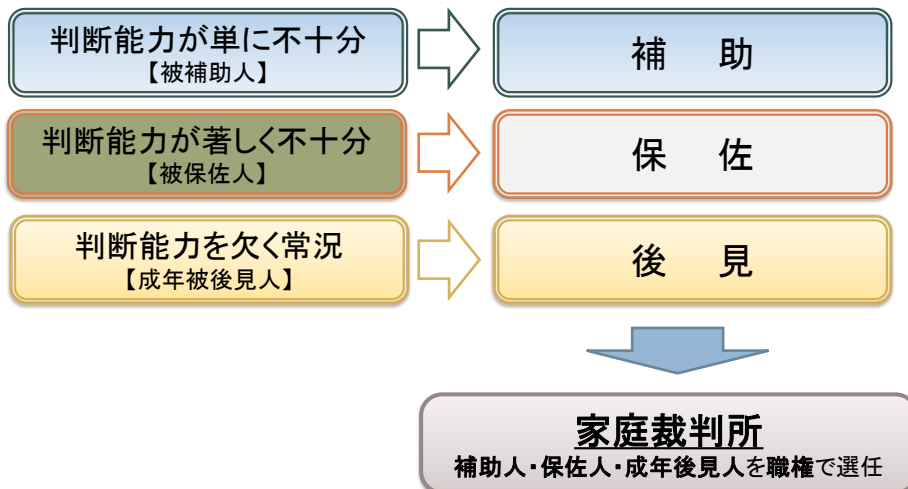 判断能力が単に不十分
【被補助人】
補　助
判断能力が著しく不十分
【被保佐人】
保　佐
判断能力を欠く常況
【成年被後見人】
後　見
家庭裁判所
補助人・保佐人・成年後見人を職権で選任